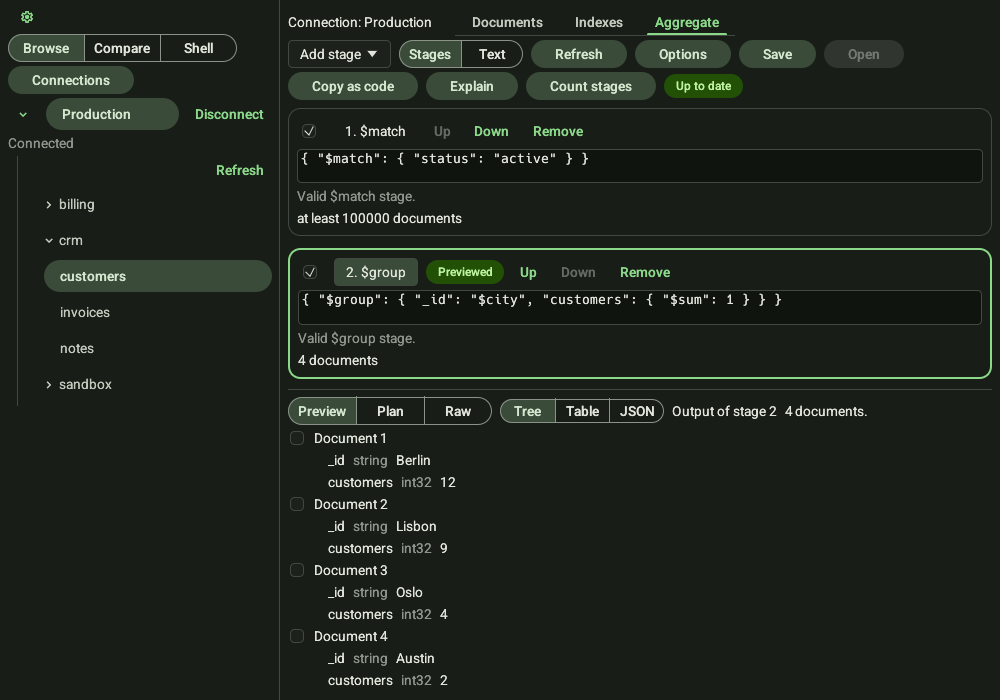 Browse Compare Shell
Connections
Production Disconnect
Connected
Refresh
billing
crm
customers
invoices
notes
sandbox
Connection: Production Documents Indexes Aggregate
Add stage Stages Text Refresh Options Save Open
Copy as code Explain Count stages Up to date
1. $match Up Down Remove
{ "$match": { "status": "active" } }
Valid $match stage.
at least 100000 documents
2. $group Previewed Up Down Remove
{ "$group": { "_id": "$city", "customers": { "$sum": 1 } } }
Valid $group stage.
4 documents
Preview Plan Raw Tree Table JSON Output of stage 2 4 documents.
Document 1
_id string Berlin
customers int32 12
Document 2
_id string Lisbon
customers int32 9
Document 3
_id string Oslo
customers int32 4
Document 4
_id string Austin
customers int32 2